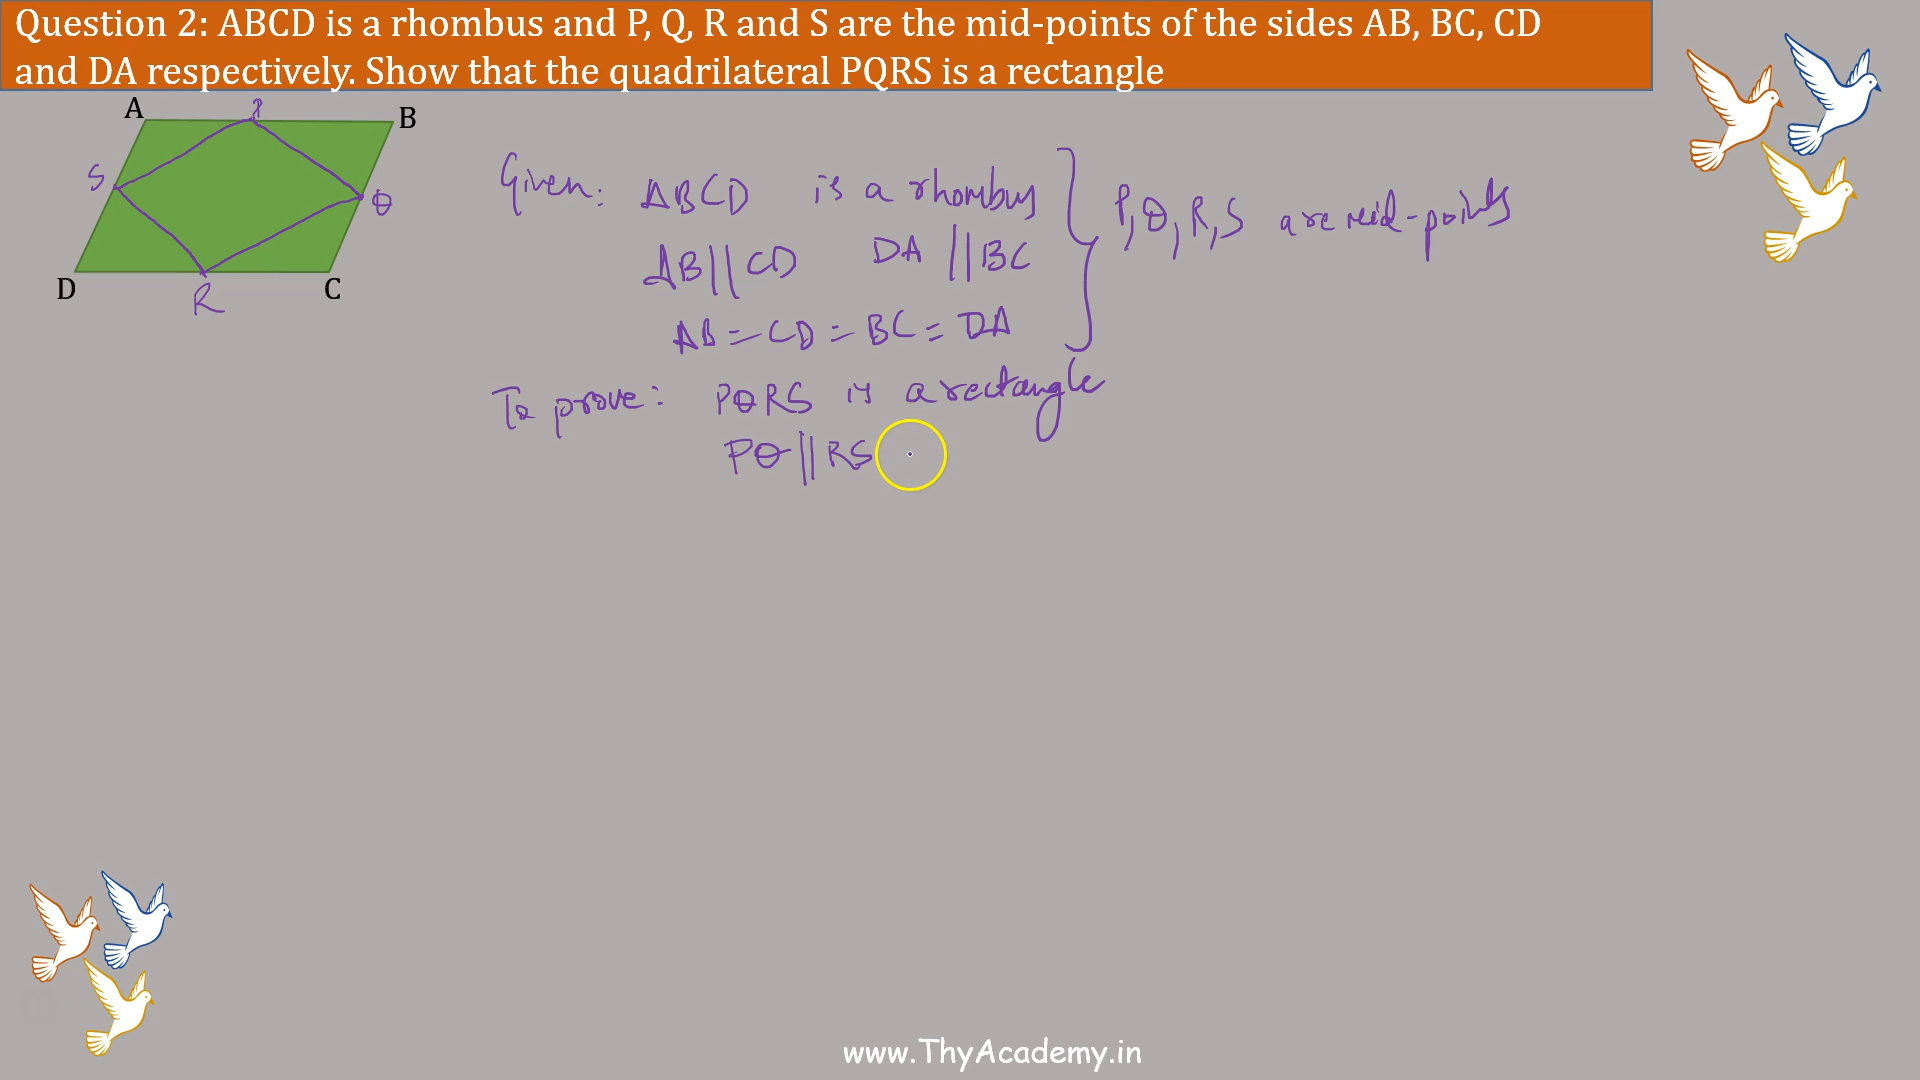 Question 2: ABCD is a rhombus and P, Q, R and S are the mid-points of the sides AB, BC, CD
and DA respectively. Show that the quadrilateral PQRS is a rectangle
A P B
S Q
D R C
Given: ABCD is a rhombus
AB || CD DA || BC
AB = CD = BC = DA
P, Q, R, S are mid-points
To prove: PQRS is a rectangle
PQ || RS
www.ThyAcademy.in